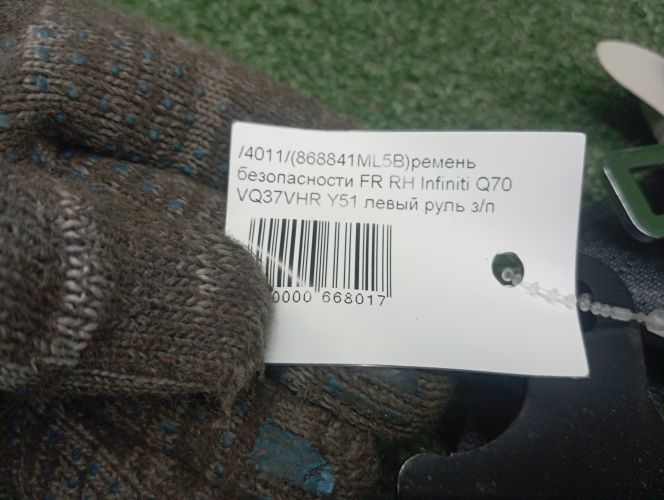 /4011/(868841ML5B)ремень
безопасности FR RH Infiniti Q70
VQ37VHR Y51 левый руль з/п
0000 668017